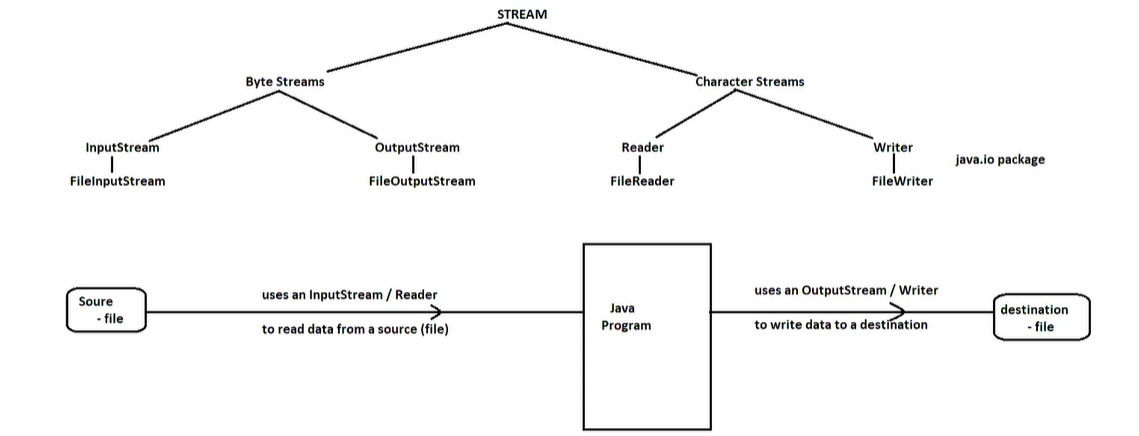 STREAM
Byte Streams
Character Streams
InputStream
OutputStream
Reader
Writer
java.io package
FileInputStream
FileOutputStream
FileReader
FileWriter
Soure
- file
uses an InputStream / Reader
to read data from a source (file)
Java
Program
uses an OutputStream / Writer
to write data to a destination
destination
- file